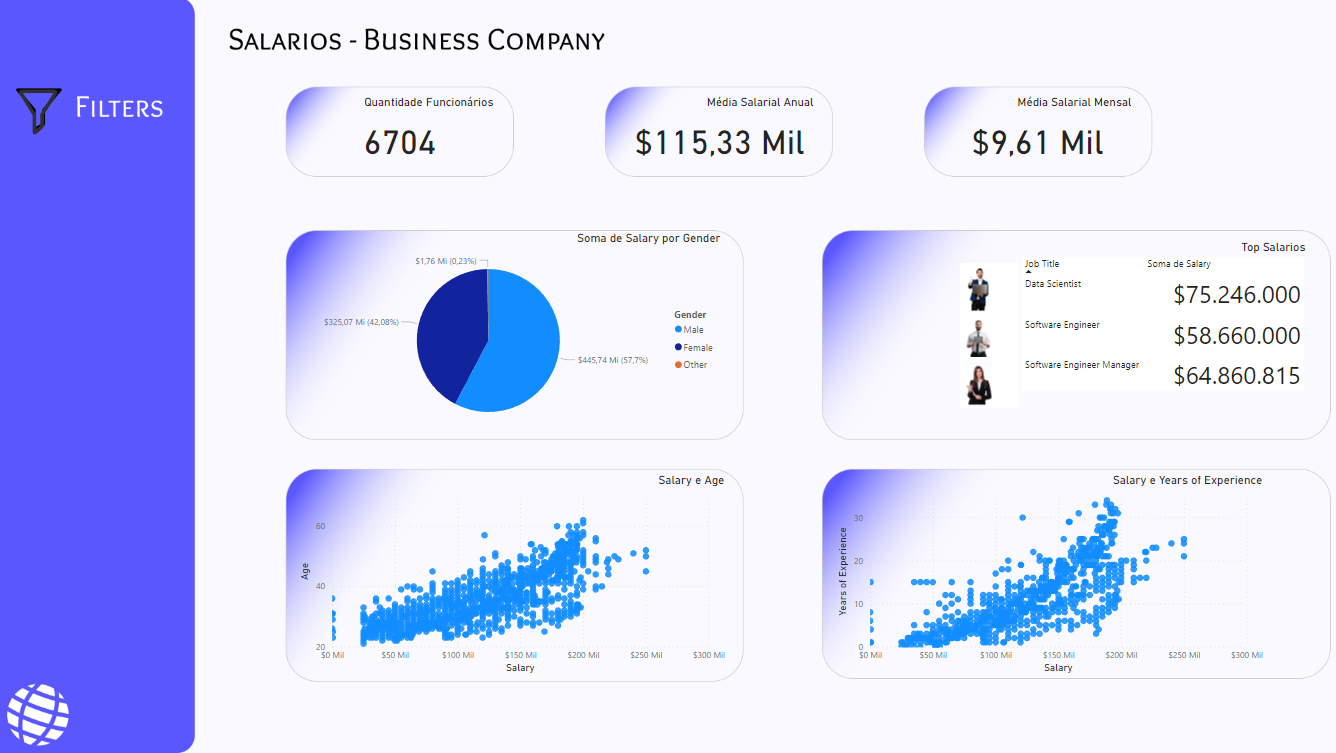 Salarios - Business Company
Filters
Quantidade Funcionários
6704
Média Salarial Anual
$115,33 Mil
Média Salarial Mensal
$9,61 Mil
Soma de Salary por Gender
$1,76 Mi (0,23%)
$325,07 Mi (42,08%)
$445,74 Mi (57,7%)
Gender
Male
Female
Other
Top Salarios
Job Title Soma de Salary
Data Scientist $75.246.000
Software Engineer $58.660.000
Software Engineer Manager $64.860.815
Salary e Age
Age
60
40
20
$0 Mil $50 Mil $100 Mil $150 Mil $200 Mil $250 Mil $300 Mil
Salary
Salary e Years of Experience
Years of Experience
30
20
10
0
$0 Mil $50 Mil $100 Mil $150 Mil $200 Mil $250 Mil $300 Mil
Salary